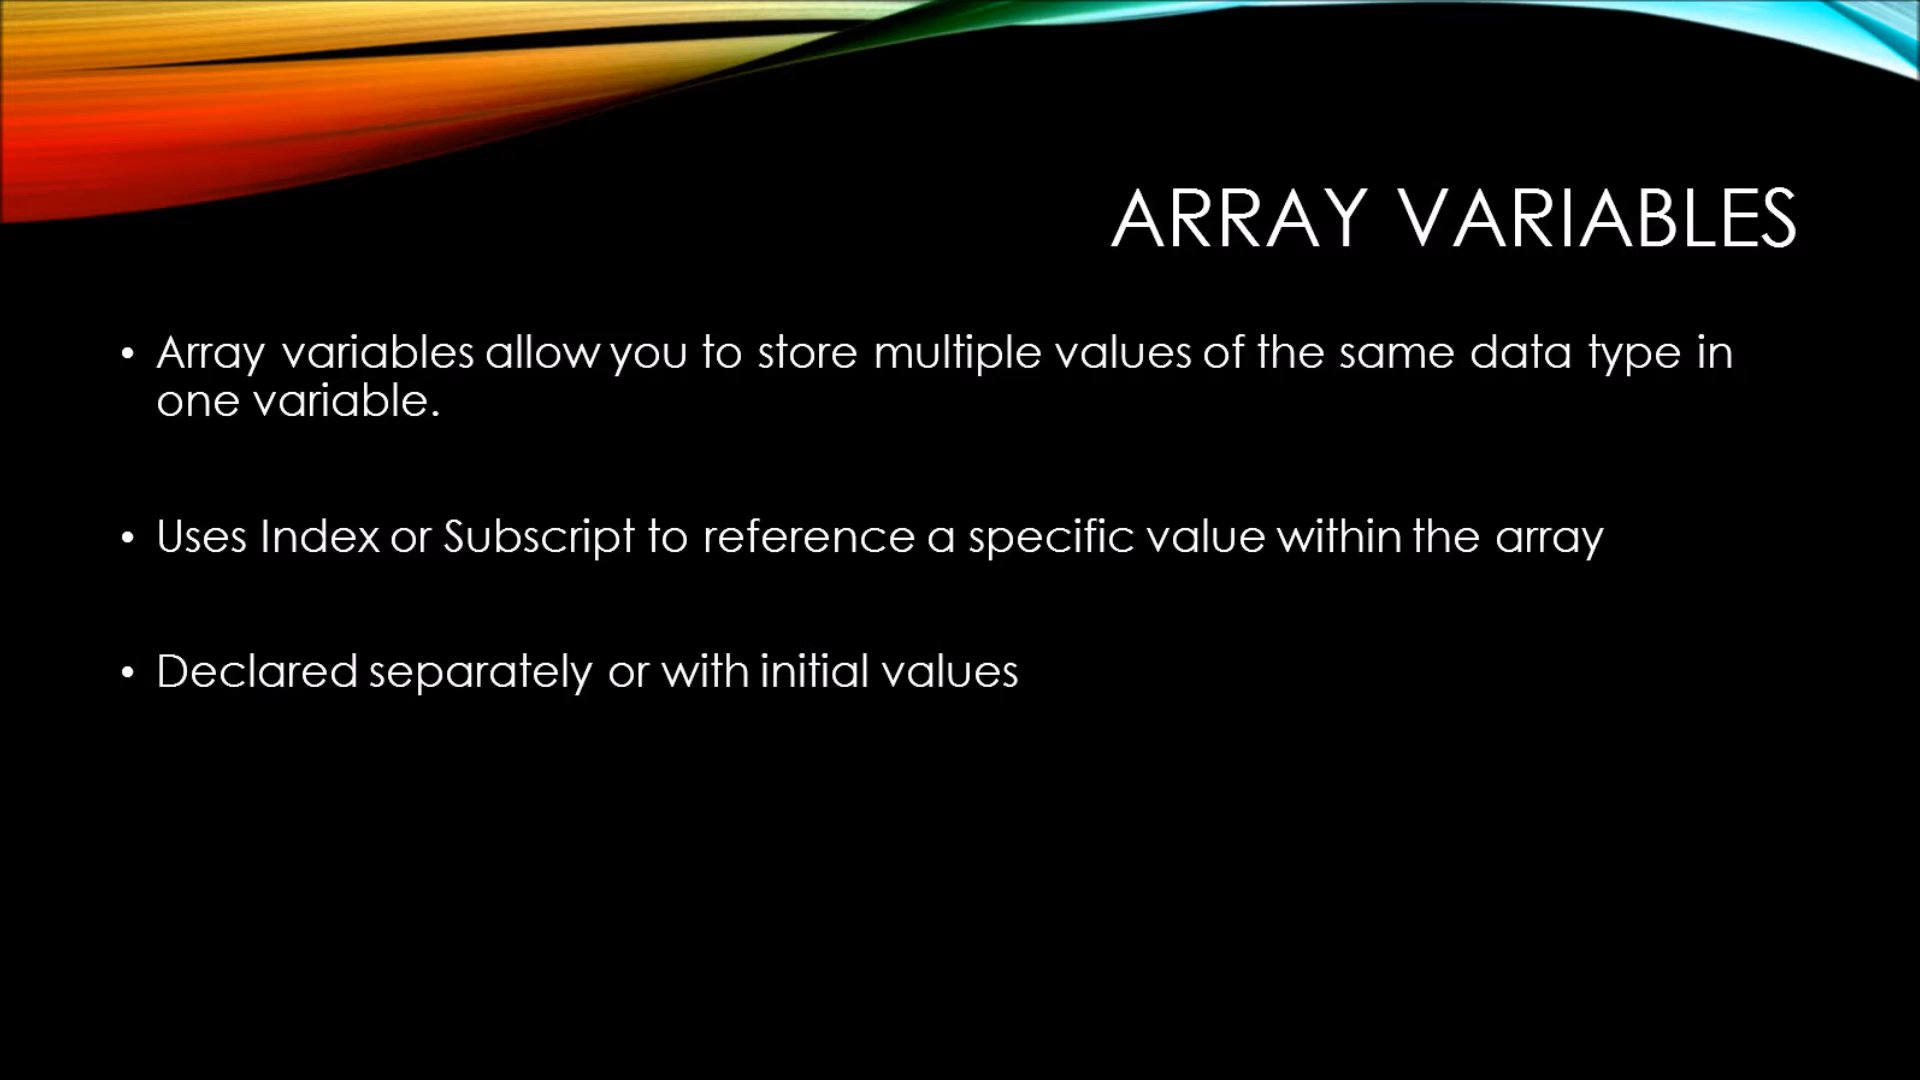 ARRAY VARIABLES
• Array variables allow you to store multiple values of the same data type in
one variable.
• Uses Index or Subscript to reference a specific value within the array
• Declared separately or with initial values